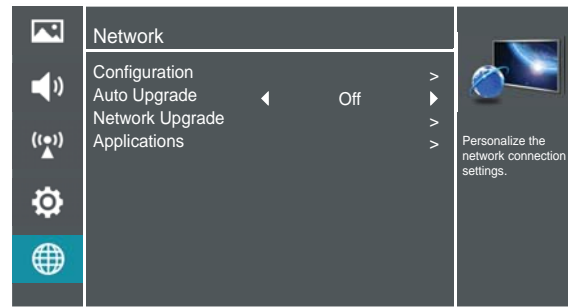 Network
Configuration >
Auto Upgrade Off
Network Upgrade >
Applications >
Personalize the
network connection
settings.